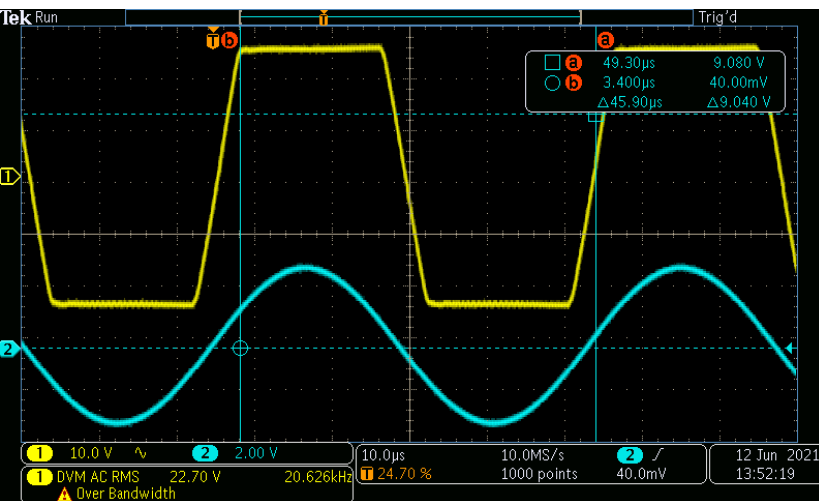 Tek Run Trig'd
T
T b a
a 49.30µs 9.080 V
b 3.400µs 40.00mV
△45.90µs △9.040 V
1
2
1 10.0 V 2 2.00 V
10.0µs 10.0MS/s 2 12 Jun 2021
T 24.70 % 1000 points 40.0mV 13:52:19
1 DVM AC RMS 22.70 V 20.626kHz
Over Bandwidth